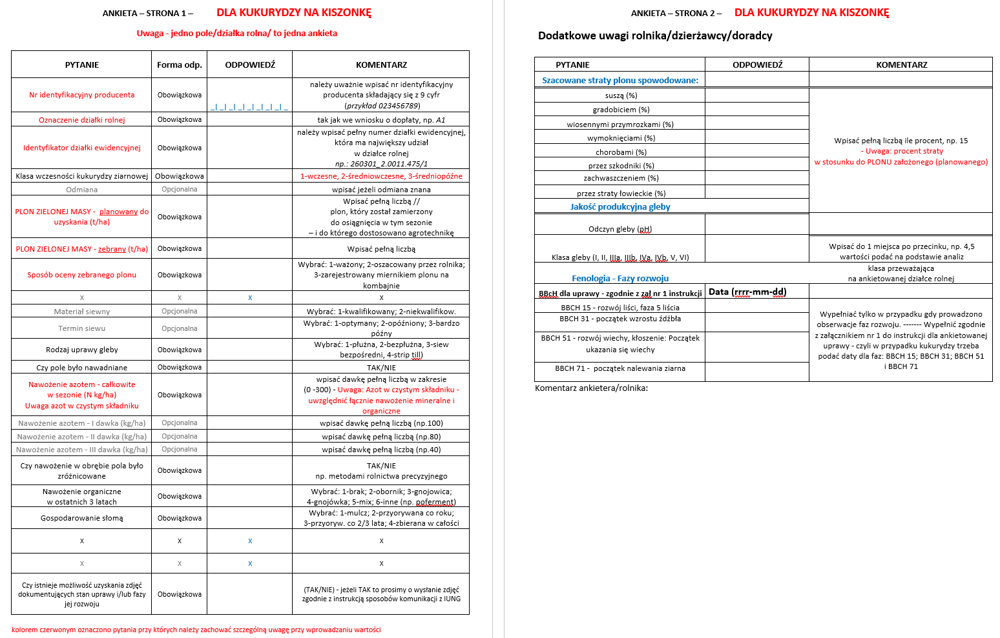 ANKIETA – STRONA 1 – DLA KUKURYDZY NA KISZONKĘ
Uwaga - jedno pole/działka rolna/ to jedna ankieta
PYTANIE Forma odp. ODPOWIEDŹ KOMENTARZ
Nr identyfikacyjny producenta Obowiązkowa _|_|_|_|_|_|_|_|_ należy uważnie wpisać nr identyfikacyjny
producenta składający się z 9 cyfr
(przykład 023456789)
Oznaczenie działki rolnej Obowiązkowa tak jak we wniosku o dopłaty, np. A1
Identyfikator działki ewidencyjnej Obowiązkowa należy wpisać pełny numer działki ewidencyjnej,
która ma największy udział
w działce rolnej
np.: 260301_2.0011.475/1
Klasa wczesności kukurydzy ziarnowej Obowiązkowa 1-wczesne, 2-średniowczesne, 3-średniopóźne
Odmiana Opcjonalna wpisać jeżeli odmiana znana
PLON ZIELONEJ MASY - planowany do
uzyskania (t/ha) Obowiązkowa Wpisać pełną liczbą //
plon, który został zamierzony
do osiągnięcia w tym sezonie
– i do którego dostosowano agrotechnikę
PLON ZIELONEJ MASY - zebrany (t/ha) Obowiązkowa Wpisać pełną liczbą
Sposób oceny zebranego plonu Obowiązkowa Wybrać: 1-ważony; 2-oszacowany przez rolnika;
3-zarejestrowany miernikiem plonu na
kombajnie
x x x x
Materiał siewny Opcjonalna Wybrać: 1-kwalifikowany; 2-niekwalifikow.
Termin siewu Opcjonalna Wybrać: 1-optymany; 2-opóźniony; 3-bardzo
późny
Rodzaj uprawy gleby Obowiązkowa Wybrać: 1-płużna, 2-bezpłużna, 3-siew
bezpośredni, 4-strip till)
Czy pole było nawadniane Obowiązkowa TAK/NIE
Nawożenie azotem - całkowite
w sezonie (N kg/ha)
Uwaga azot w czystym składniku Obowiązkowa wpisać dawkę pełną liczbą w zakresie
(0 -300) - Uwaga: Azot w czystym składniku -
uwzględnić łącznie nawożenie mineralne i
organiczne
Nawożenie azotem - I dawka (kg/ha) Opcjonalna wpisać dawkę pełną liczbą (np.100)
Nawożenie azotem - II dawka (kg/ha) Opcjonalna wpisać dawkę pełną liczbą (np.80)
Nawożenie azotem - III dawka (kg/ha) Opcjonalna wpisać dawkę pełną liczbą (np.40)
Czy nawożenie w obrębie pola było
zróżnicowane Obowiązkowa TAK/NIE
np. metodami rolnictwa precyzyjnego
Nawożenie organiczne
w ostatnich 3 latach Obowiązkowa Wybrać: 1-brak; 2-obornik; 3-gnojowica;
4-gnojówka; 5-mix; 6-inne (np. poferment)
Gospodarowanie słomą Obowiązkowa Wybrać: 1-mulcz; 2-przyorywana co roku;
3-przyoryw. co 2/3 lata; 4-zbierana w całości
x x x x
x x x x
Czy istnieje możliwość uzyskania zdjęć
dokumentujących stan uprawy i/lub fazy
jej rozwoju Obowiązkowa (TAK/NIE) - jeżeli TAK to prosimy o wysłanie zdjęć
zgodnie z instrukcją sposobów komunikacji z IUNG
kolorem czerwonym oznaczono pytania przy których należy zachować szczególną uwagę przy wprowadzaniu wartości
ANKIETA – STRONA 2 – DLA KUKURYDZY NA KISZONKĘ
Dodatkowe uwagi rolnika/dzierżawcy/doradcy
PYTANIE ODPOWIEDŹ KOMENTARZ
Szacowane straty plonu spowodowane:
suszą (%)
gradobiciem (%)
wiosennymi przymrozkami (%)
wymoknięciami (%)
chorobami (%)
przez szkodniki (%)
zachwaszczeniem (%)
przez straty łowieckie (%)
Wpisać pełną liczbą ile procent, np. 15
- Uwaga: procent straty
w stosunku do PLONU założonego (planowanego)
Jakość produkcyjna gleby
Odczyn gleby (pH)
Klasa gleby (I, II, IIIa, IIIb, IVa, IVb, V, VI) Wpisać do 1 miejsca po przecinku, np. 4,5
wartości podać na podstawie analiz
klasa przeważająca
na ankietowanej działce rolnej
Fenologia - Fazy rozwoju
BBcH dla uprawy - zgodnie z zał nr 1 instrukcji Data (rrrr-mm-dd)
BBCH 15 - rozwój liści, faza 5 liścia
BBCH 31 - początek wzrostu źdźbła
BBCH 51 - rozwój wiechy, kłoszenie: Początek
ukazania się wiechy
BBCH 71 - początek nalewania ziarna
Wypełniać tylko w przypadku gdy prowadzono
obserwacje faz rozwoju. ------- Wypełnić zgodnie
z załącznikiem nr 1 do instrukcji dla ankietowanej
uprawy - czyli w przypadku kukurydzy trzeba
podać daty dla faz: BBCH 15; BBCH 31; BBCH 51
i BBCH 71
Komentarz ankietera/rolnika: